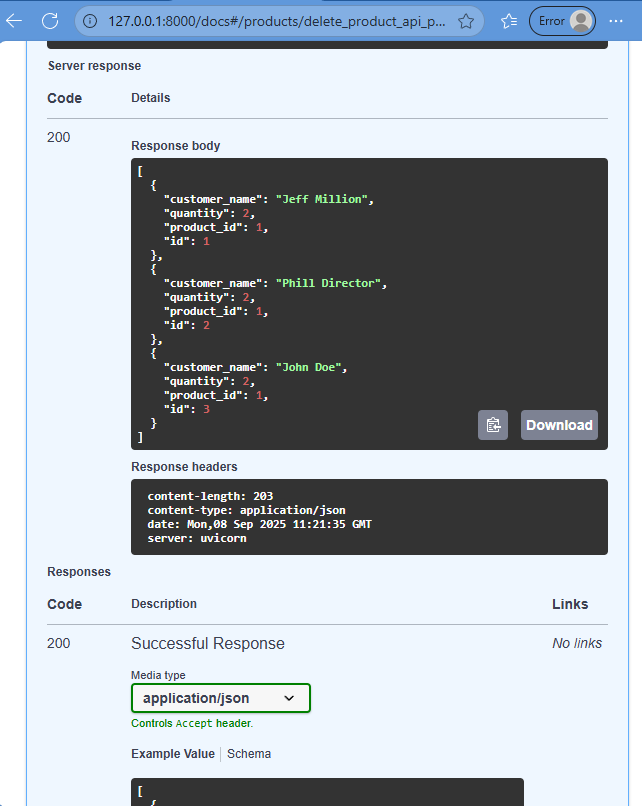 127.0.0.1:8000/docs#/products/delete_product_api_p...
Error
Server response
Code Details
200
Response body
[
  {
    "customer_name": "Jeff Million",
    "quantity": 2,
    "product_id": 1,
    "id": 1
  },
  {
    "customer_name": "Phill Director",
    "quantity": 2,
    "product_id": 1,
    "id": 2
  },
  {
    "customer_name": "John Doe",
    "quantity": 2,
    "product_id": 1,
    "id": 3
  }
]
Download
Response headers
content-length: 203
content-type: application/json
date: Mon,08 Sep 2025 11:21:35 GMT
server: uvicorn
Responses
Code Description Links
200 Successful Response No links
Media type
application/json
Controls Accept header.
Example Value Schema
[
  {